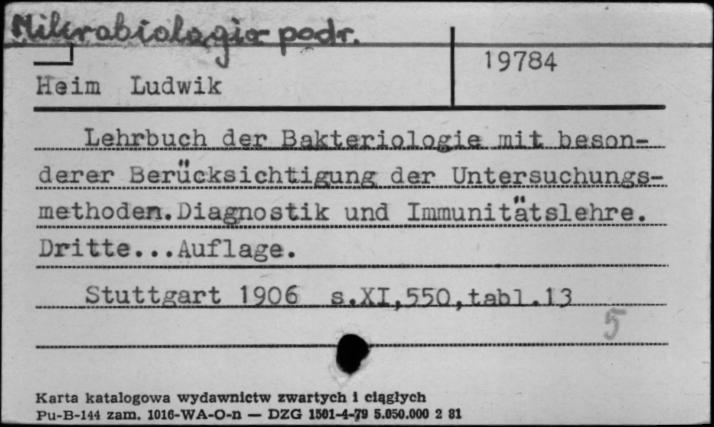 Mikrobiologia podr.
19784
Heim Ludwik
Lehrbuch der Bakteriologie mit beson-
derer Berücksichtigung der Untersuchungs-
methoden.Diagnostik und Immunitätslehre.
Dritte...Auflage.
Stuttgart 1906 s.XI,550,tabl.13
5
Karta katalogowa wydawnictw zwartych i ciągłych
Pu-B-144 zam. 1016-WA-O-n — DZG 1501-4-79 5.050.000 2 81